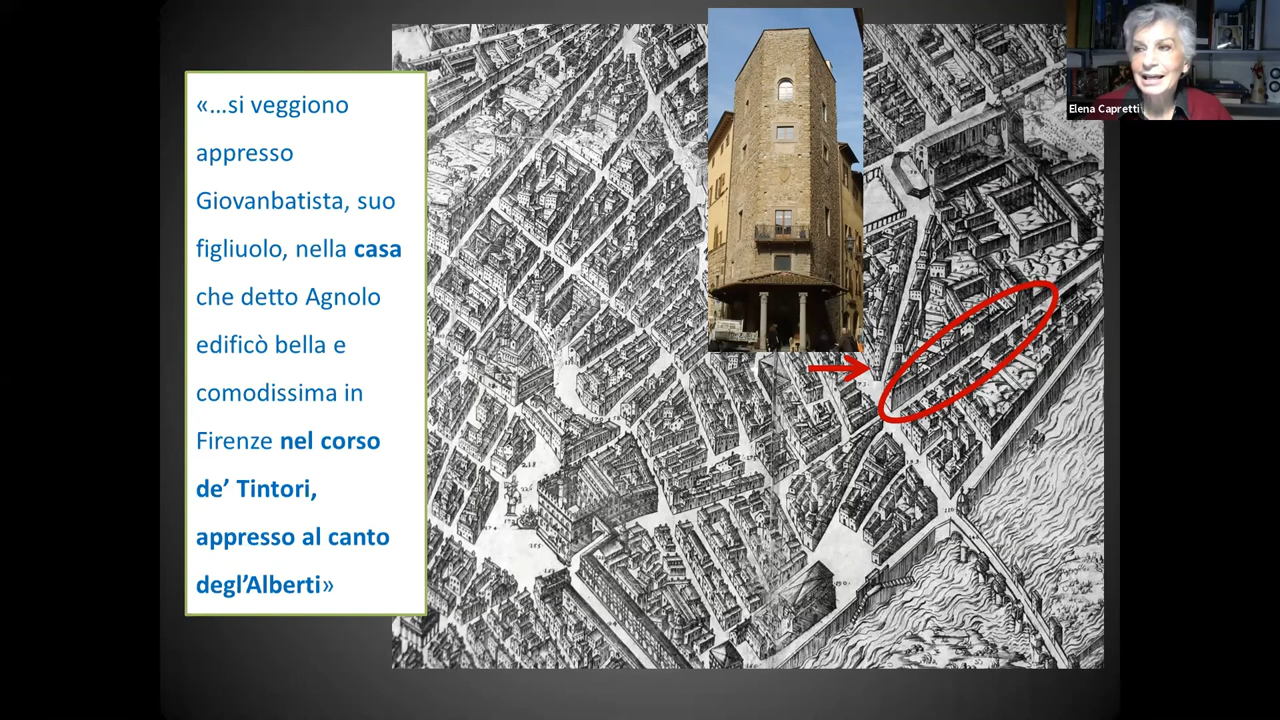 «…si veggiono
appresso
Giovanbatista, suo
figliuolo, nella casa
che detto Agnolo
edificò bella e
comodissima in
Firenze nel corso
de’ Tintori,
appresso al canto
degl’Alberti»
Elena Capretti